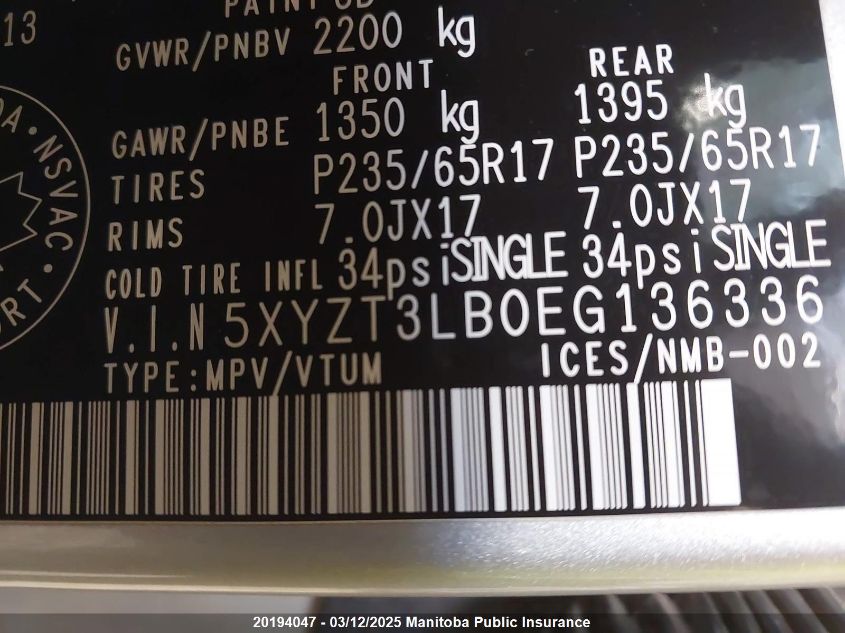 13
GVWR/PNBV 2200 kg
FRONT REAR
GAWR/PNBE 1350 kg 1395 kg
TIRES P235/65R17 P235/65R17
RIMS 7.0JX17 7.0JX17
COLD TIRE INFL 34psiSINGLE 34psiSINGLE
V.I.N 5XYZT3LB0EG136336
TYPE:MPV/VTUM ICES/NMB-002
NSVAC
20194047 - 03/12/2025 Manitoba Public Insurance